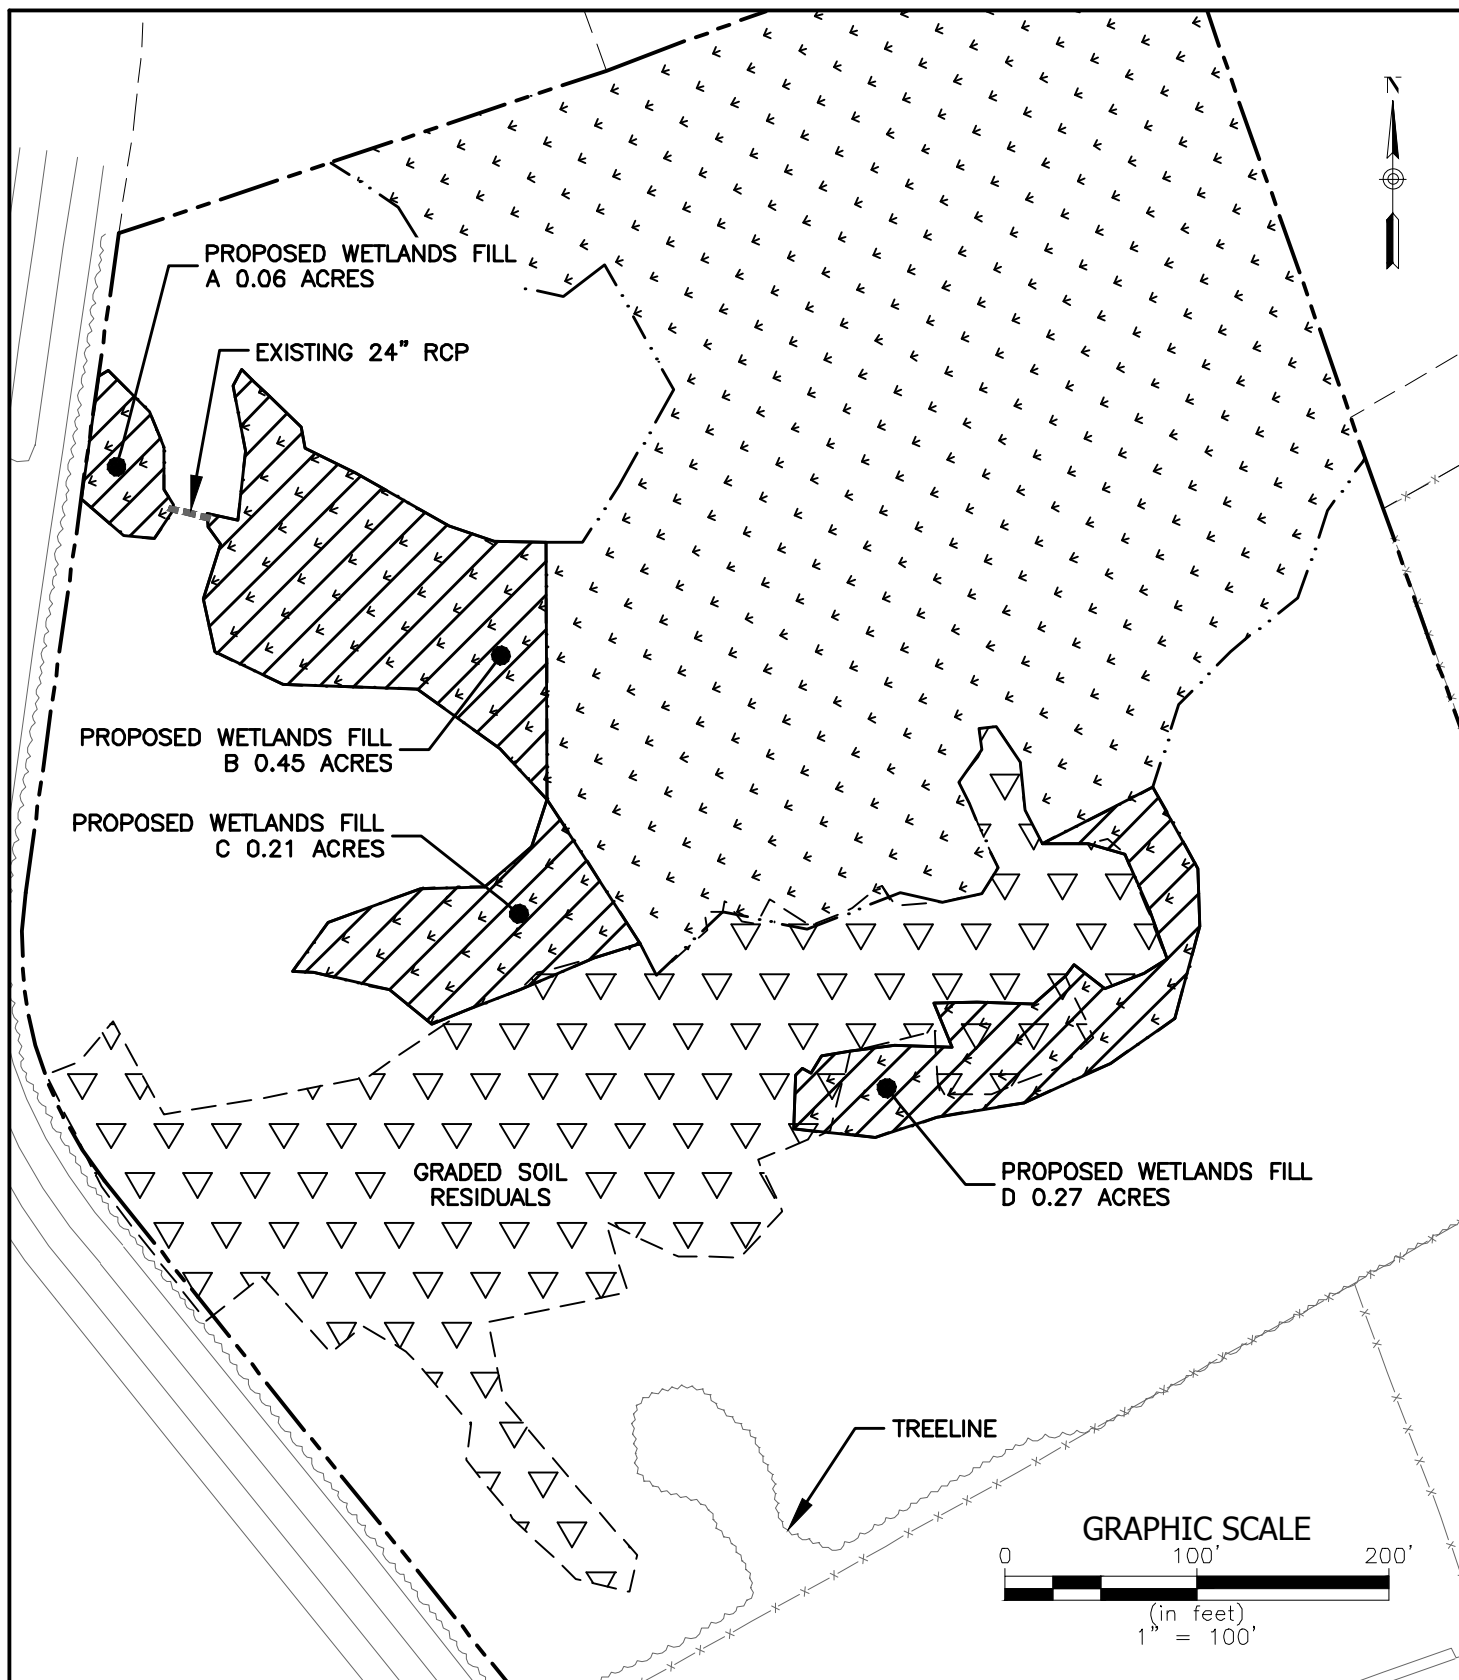 N
PROPOSED WETLANDS FILL
A 0.06 ACRES
EXISTING 24" RCP
PROPOSED WETLANDS FILL
B 0.45 ACRES
PROPOSED WETLANDS FILL
C 0.21 ACRES
GRADED SOIL
RESIDUALS
PROPOSED WETLANDS FILL
D 0.27 ACRES
TREELINE
GRAPHIC SCALE
0 100' 200'
(in feet)
1" = 100'